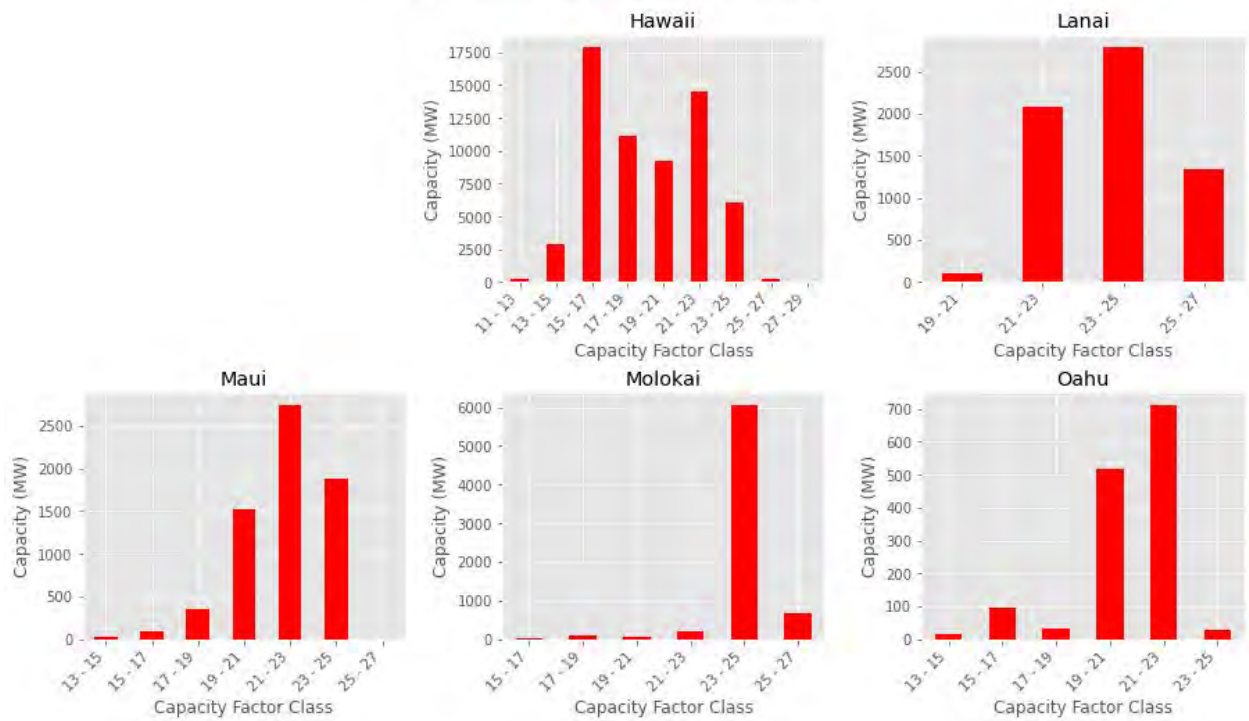 Hawaii
Capacity (MW)
17500
15000
12500
10000
7500
5000
2500
0
11 - 13
13 - 15
15 - 17
17 - 19
19 - 21
21 - 23
23 - 25
25 - 27
27 - 29
Capacity Factor Class
Lanai
Capacity (MW)
2500
2000
1500
1000
500
0
19 - 21
21 - 23
23 - 25
25 - 27
Capacity Factor Class
Maui
Capacity (MW)
2500
2000
1500
1000
500
0
13 - 15
15 - 17
17 - 19
19 - 21
21 - 23
23 - 25
25 - 27
Capacity Factor Class
Molokai
Capacity (MW)
6000
5000
4000
3000
2000
1000
0
15 - 17
17 - 19
19 - 21
21 - 23
23 - 25
25 - 27
Capacity Factor Class
Oahu
Capacity (MW)
700
600
500
400
300
200
100
0
13 - 15
15 - 17
17 - 19
19 - 21
21 - 23
23 - 25
Capacity Factor Class